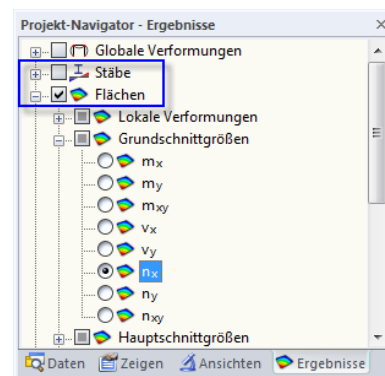 Projekt-Navigator - Ergebnisse
Globale Verformungen
Stäbe
Flächen
Lokale Verformungen
Grundschnittgrößen
mx
my
mxy
vx
vy
nx
ny
nxy
Hauptschnittgrößen
Daten Zeigen Ansichten Ergebnisse